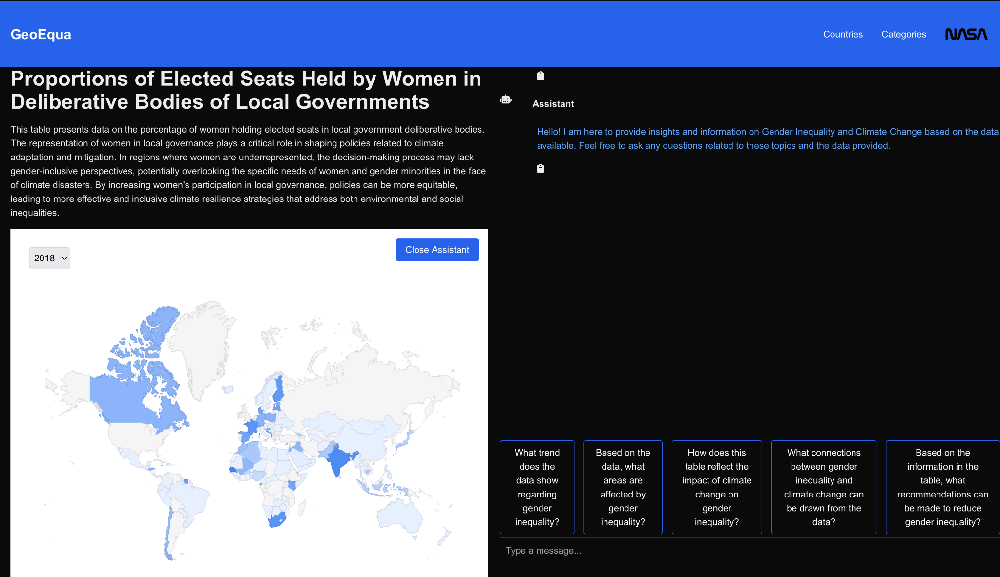 GeoEqua
Countries
Categories
NASA
Proportions of Elected Seats Held by Women in
Deliberative Bodies of Local Governments
This table presents data on the percentage of women holding elected seats in local government deliberative bodies.
The representation of women in local governance plays a critical role in shaping policies related to climate
adaptation and mitigation. In regions where women are underrepresented, the decision-making process may lack
gender-inclusive perspectives, potentially overlooking the specific needs of women and gender minorities in the face
of climate disasters. By increasing women's participation in local governance, policies can be more equitable,
leading to more effective and inclusive climate resilience strategies that address both environmental and social
inequalities.
2018
Close Assistant
Assistant
Hello! I am here to provide insights and information on Gender Inequality and Climate Change based on the data
available. Feel free to ask any questions related to these topics and the data provided.
What trend
does the
data show
regarding
gender
inequality?
Based on the
data, what
areas are
affected by
gender
inequality?
How does this
table reflect the
impact of climate
change on
gender
inequality?
What connections
between gender
inequality and
climate change can
be drawn from the
data?
Based on the
information in the
table, what
recommendations can
be made to reduce
gender inequality?
Type a message...